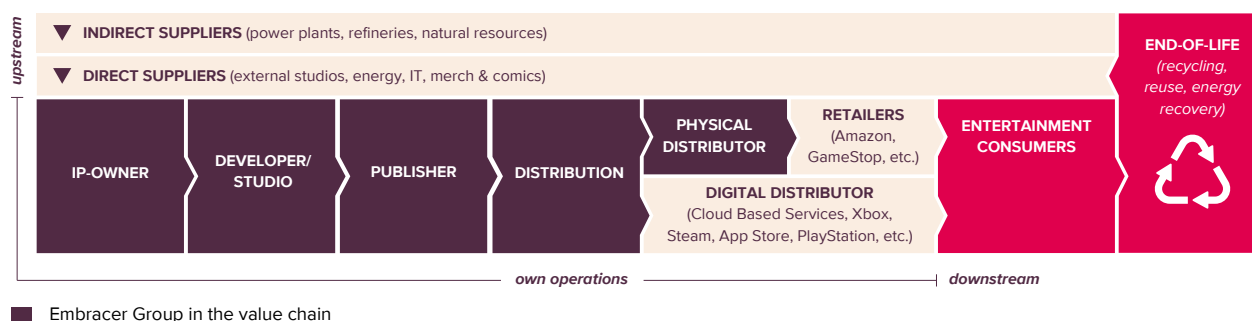 upstream
INDIRECT SUPPLIERS (power plants, refineries, natural resources)
DIRECT SUPPLIERS (external studios, energy, IT, merch & comics)
END-OF-LIFE
(recycling,
reuse, energy
recovery)
IP-OWNER
DEVELOPER/
STUDIO
PUBLISHER
DISTRIBUTION
PHYSICAL
DISTRIBUTOR
RETAILERS
(Amazon,
GameStop, etc.)
DIGITAL DISTRIBUTOR
(Cloud Based Services, Xbox,
Steam, App Store, PlayStation, etc.)
ENTERTAINMENT
CONSUMERS
own operations
downstream
Embracer Group in the value chain